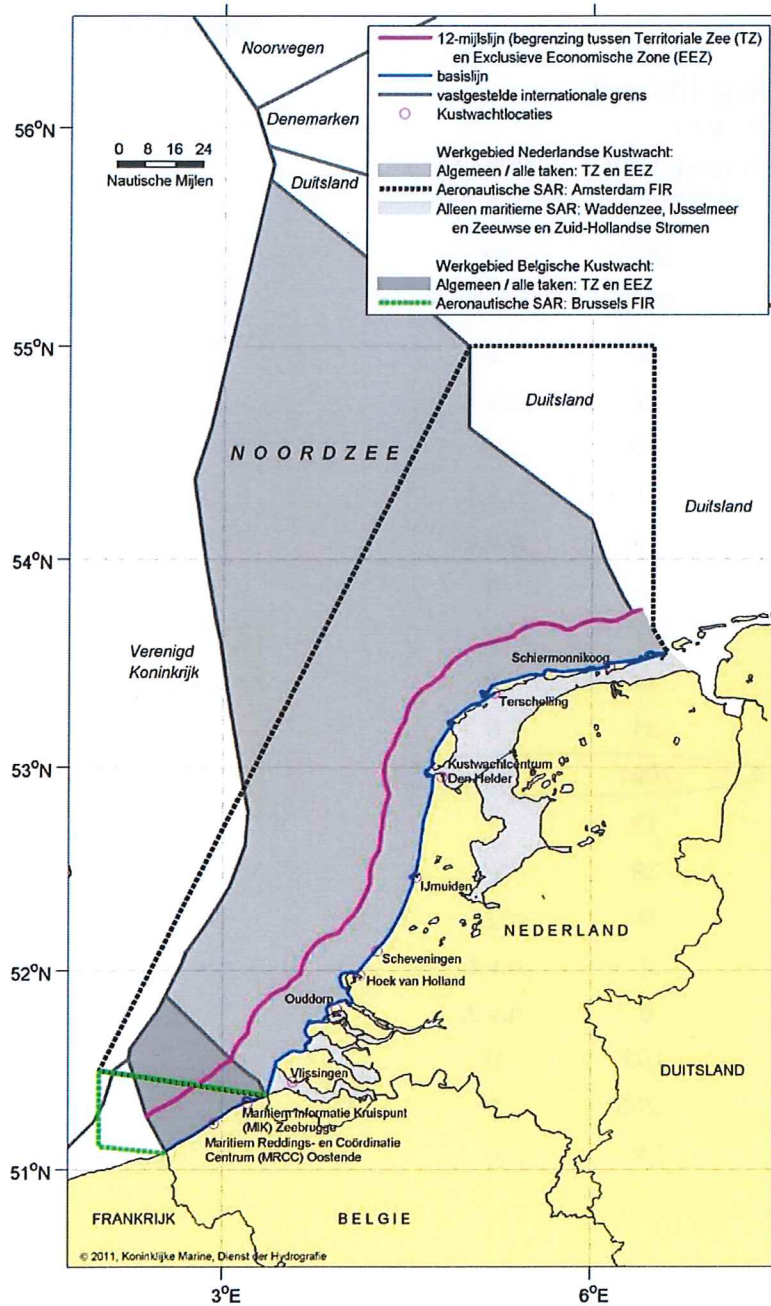 Noorwegen
Denemarken
Duitsland
12-mijlslijn (begrenzing tussen Territoriale Zee (TZ)
en Exclusieve Economische Zone (EEZ)
basislijn
vastgestelde internationale grens
Kustwachtlocaties
Werkgebied Nederlandse Kustwacht:
Algemeen / alle taken: TZ en EEZ
Aeronautische SAR: Amsterdam FIR
Alleen maritieme SAR: Waddenzee, IJsselmeer
en Zeeuwse en Zuid-Hollandse Stromen
Werkgebied Belgische Kustwacht:
Algemeen / alle taken: TZ en EEZ
Aeronautische SAR: Brussels FIR
56°N
0 8 16 24
Nautische Mijlen
55°N
Duitsland
NOORDZEE
Duitsland
54°N
Verenigd
Koninkrijk
Schiermonnikoog
Terschelling
53°N
Kustwachtcentrum
Den Helder
IJmuiden
NEDERLAND
Scheveningen
52°N
Hoek van Holland
Ouddorp
Vlissingen
DUITSLAND
Maritiem Informatie Kruispunt
(MIK) Zeebrugge
Maritiem Reddings- en Coördinatie
Centrum (MRCC) Oostende
51°N
FRANKRIJK
BELGIE
© 2011, Koninklijke Marine, Dienst der Hydrografie
3°E
6°E